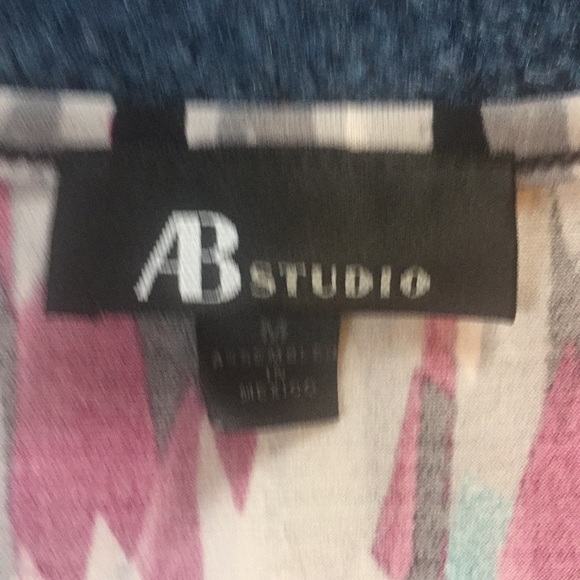 AB STUDIO
M
ASSEMBLED
IN
MEXICO